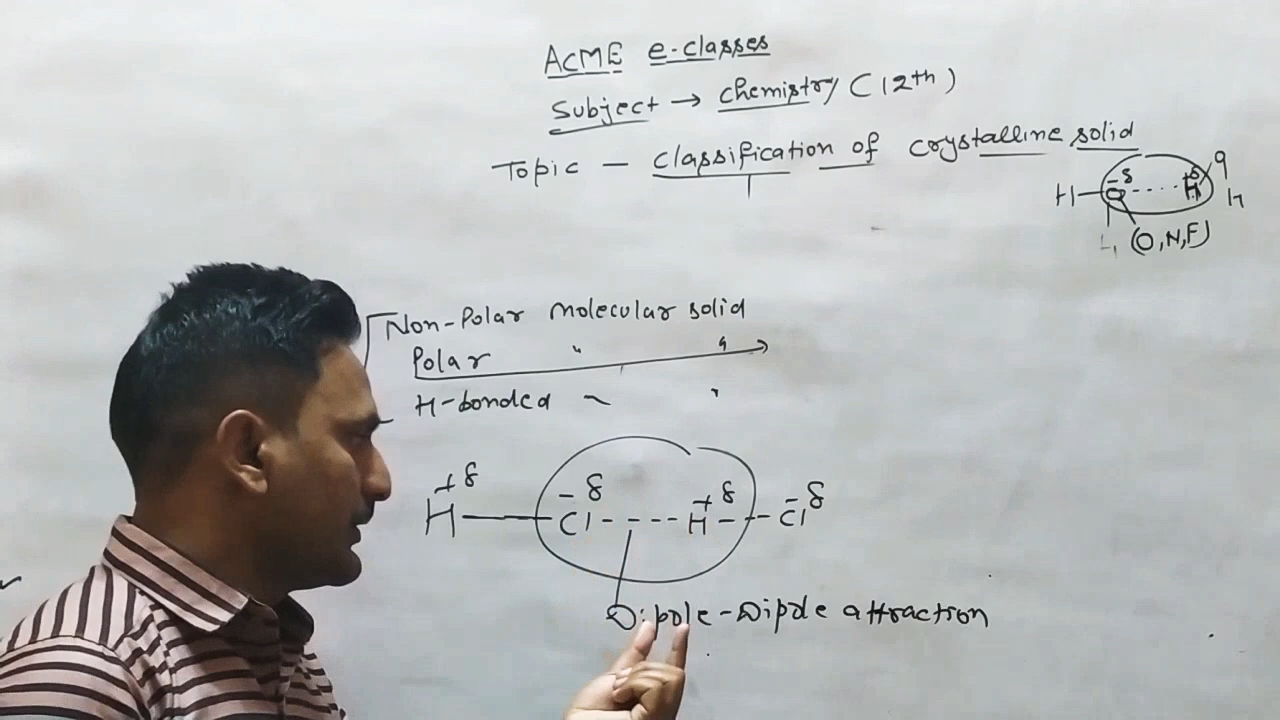 AcME e-classes
Subject → chemistry (12th)
Topic — classification of crystalline solid
H — O -δ ---- H +δ
(O, N, F)
Non-Polar Molecular solid
Polar " "
H-bonded ~ "
H +δ — Cl -δ ---- H +δ -- Cl -δ
Dipole-Dipole attraction